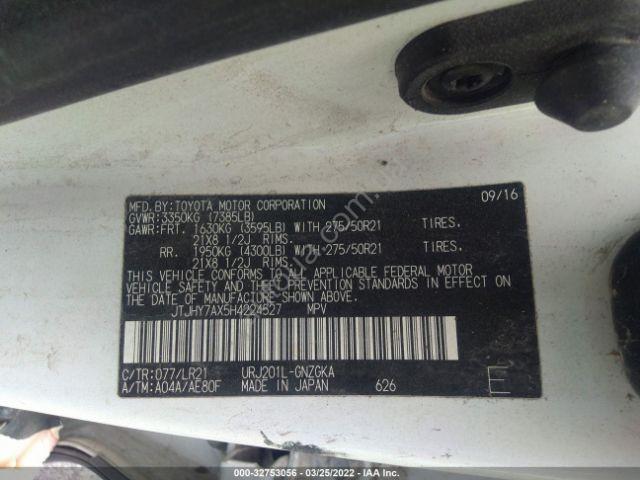 MFD. BY: TOYOTA MOTOR CORPORATION 09/16
GVWR: 3350KG (7385LB)
GAWR: FRT. 1630KG (3595LB) WITH 275/50R21 TIRES.
21X8 1/2J RIMS.
RR. 1950KG (4300LB) WITH 275/50R21 TIRES.
21X8 1/2J RIMS.
THIS VEHICLE CONFORMS TO ALL APPLICABLE FEDERAL MOTOR
VEHICLE SAFETY AND THEFT PREVENTION STANDARDS IN EFFECT ON
THE DATE OF MANUFACTURE SHOWN ABOVE.
JTJHY7AX5H4224527 MPV
C/TR: 077/LR21 URJ201L-GNZGKA
A/TM: A04A/AE80F MADE IN JAPAN 626 E
000-32753056 - 03/25/2022 - IAAI.com